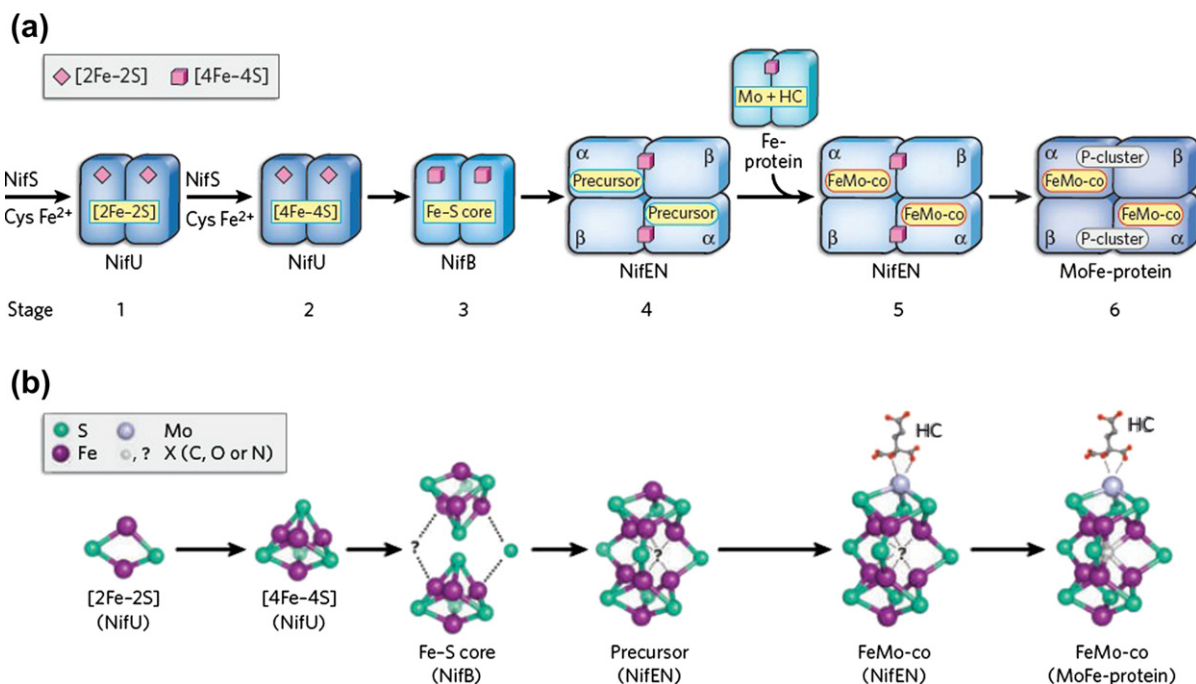 (a)
[2Fe–2S] [4Fe–4S]
Mo + HC
Fe-
protein
α β α β α β
Precursor FeMo-co P-cluster FeMo-co
NifS
Cys Fe2+
[2Fe–2S]
NifS
Cys Fe2+
[4Fe–4S]
Fe–S core
Precursor FeMo-co FeMo-co
β α β α β P-cluster α
NifU NifU NifB NifEN NifEN MoFe-protein
Stage 1 2 3 4 5 6
(b)
S Mo
Fe , ? X (C, O or N)
HC HC
? ? ?
[2Fe–2S]
(NifU)
[4Fe–4S]
(NifU)
Fe–S core
(NifB)
Precursor
(NifEN)
FeMo-co
(NifEN)
FeMo-co
(MoFe-protein)